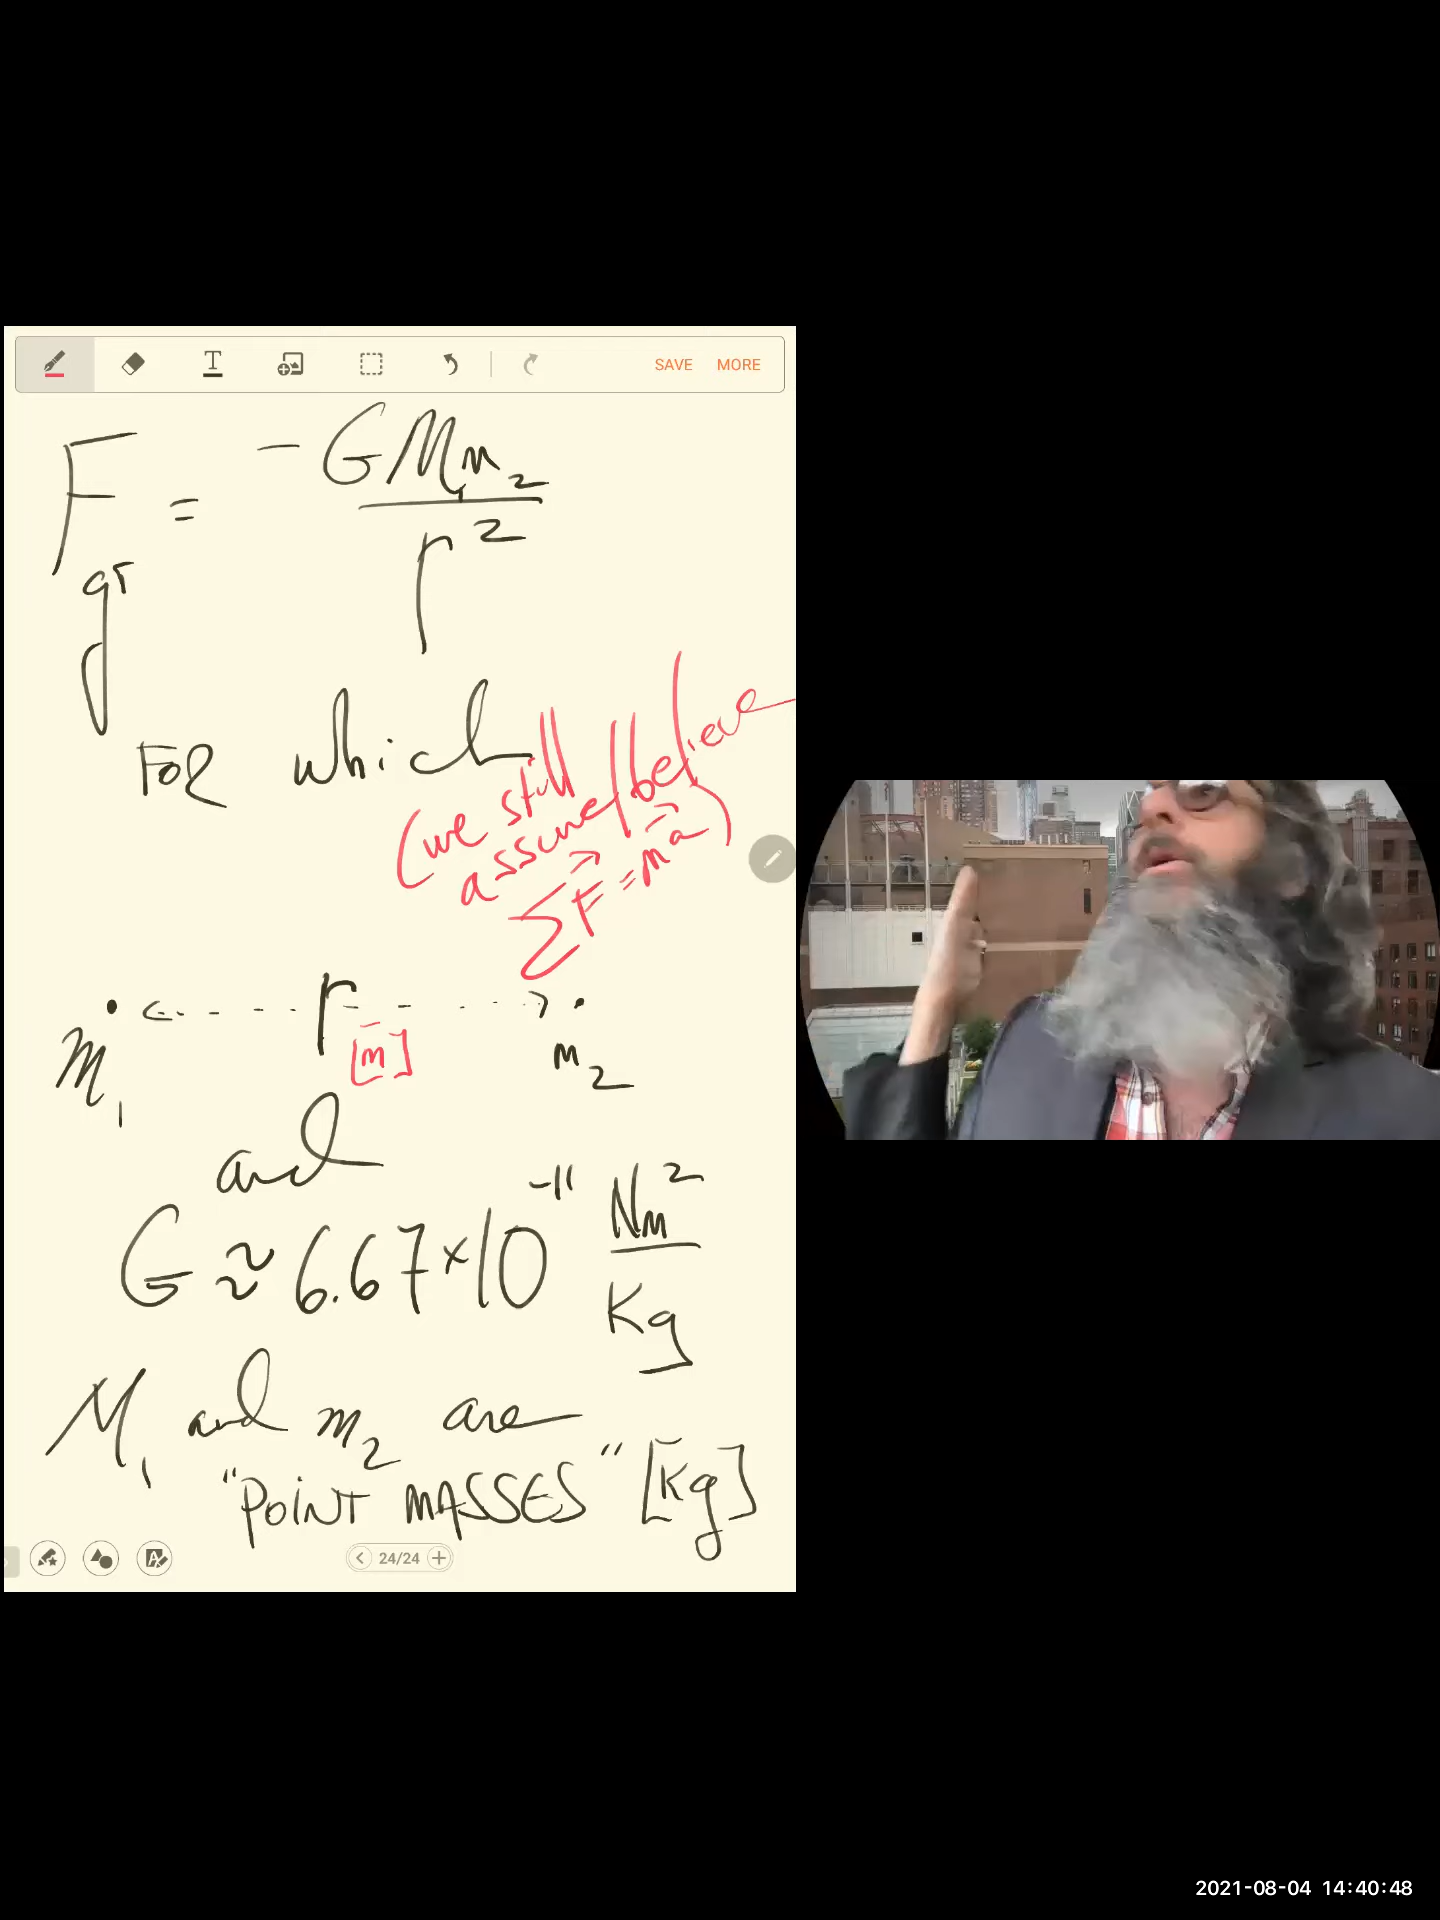 T
SAVE
MORE
F_gr = -GM₁m₂ / r²
FOR which
(we still
assume/believe
ΣF⃗ = ma⃗)
r
[m]
M₁
m₂
and
G ≈ 6.67×10⁻¹¹ Nm² / Kg
M₁ and m₂ are
"POINT MASSES" [Kg]
A
24/24
2021-08-04 14:40:48